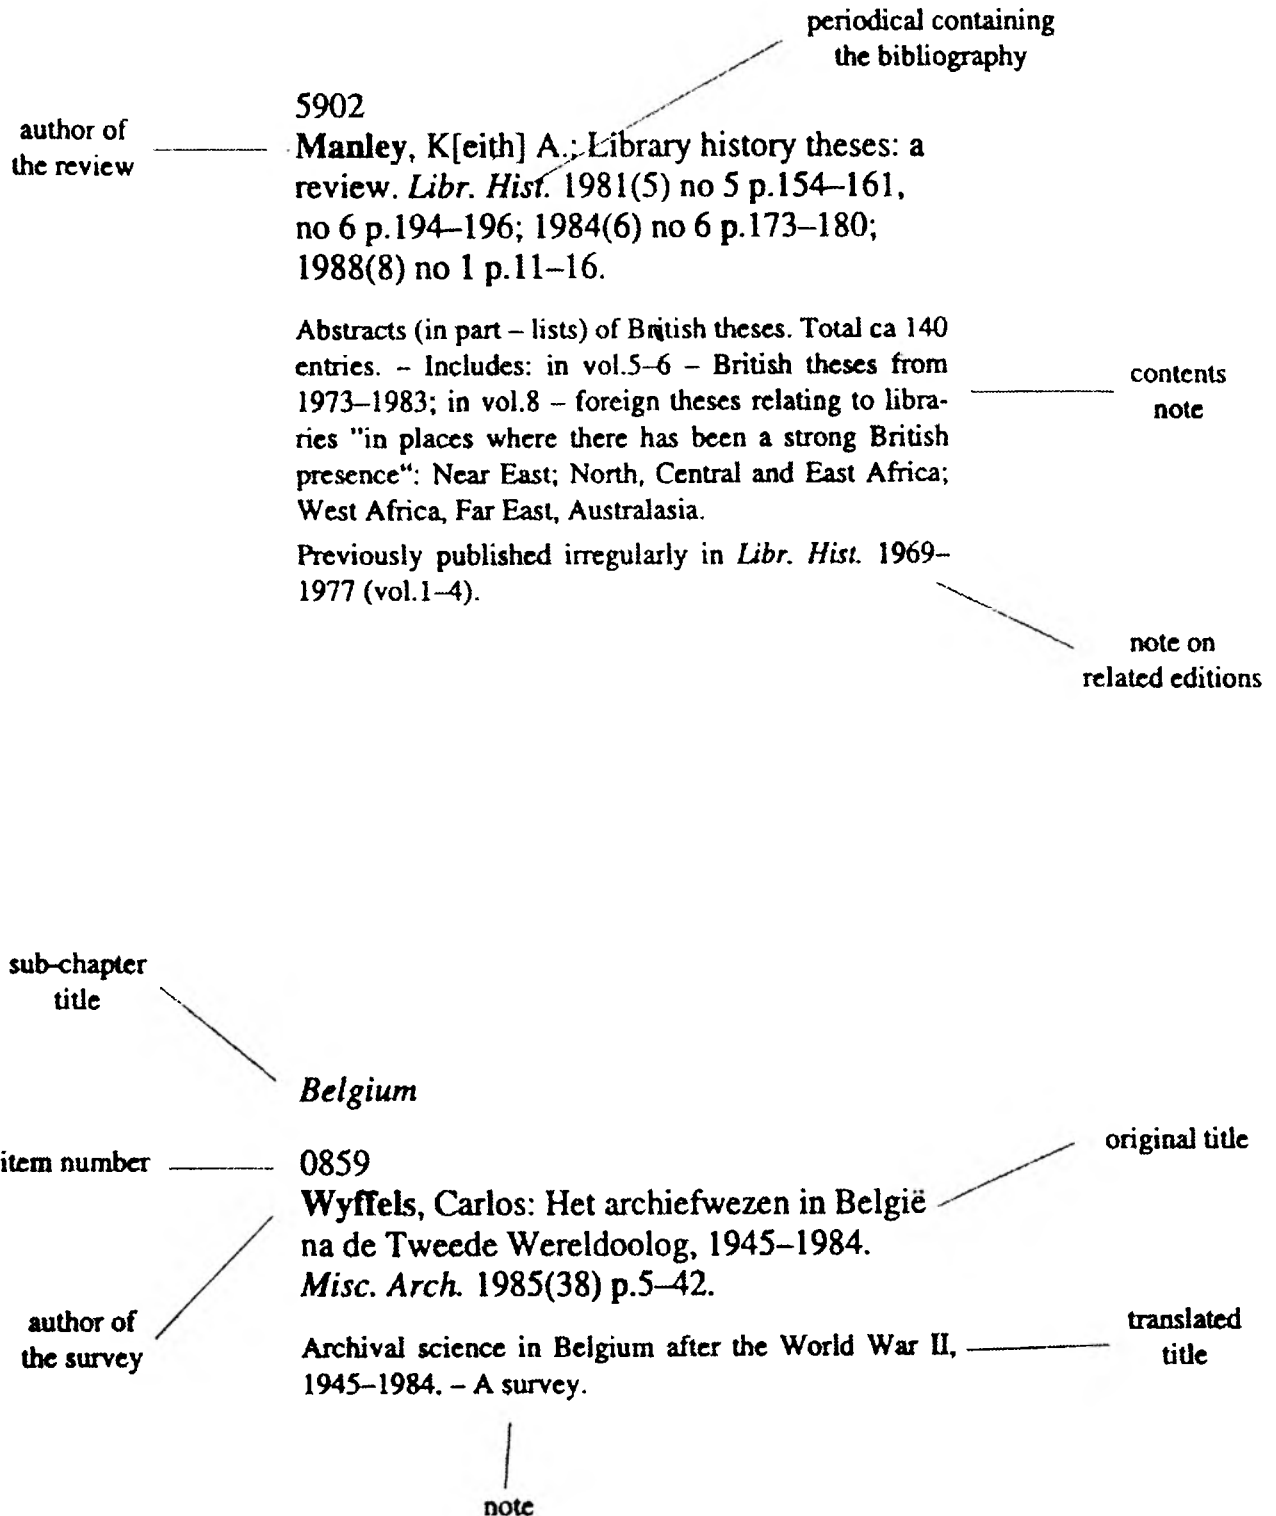 periodical containing
the bibliography
5902
author of
the review
Manley, K[eith] A.: Library history theses: a
review. Libr. Hist. 1981(5) no 5 p.154–161,
no 6 p.194–196; 1984(6) no 6 p.173–180;
1988(8) no 1 p.11–16.
Abstracts (in part – lists) of British theses. Total ca 140
entries. – Includes: in vol.5–6 – British theses from
1973–1983; in vol.8 – foreign theses relating to libra-
ries "in places where there has been a strong British
presence“: Near East; North, Central and East Africa;
West Africa, Far East, Australasia.
contents
note
Previously published irregularly in Libr. Hist. 1969–
1977 (vol.1–4).
note on
related editions
sub-chapter
title
Belgium
item number
0859
original title
Wyffels, Carlos: Het archiefwezen in België
na de Tweede Wereldoolog, 1945–1984.
Misc. Arch. 1985(38) p.5–42.
author of
the survey
Archival science in Belgium after the World War II,
1945–1984. – A survey.
translated
title
note